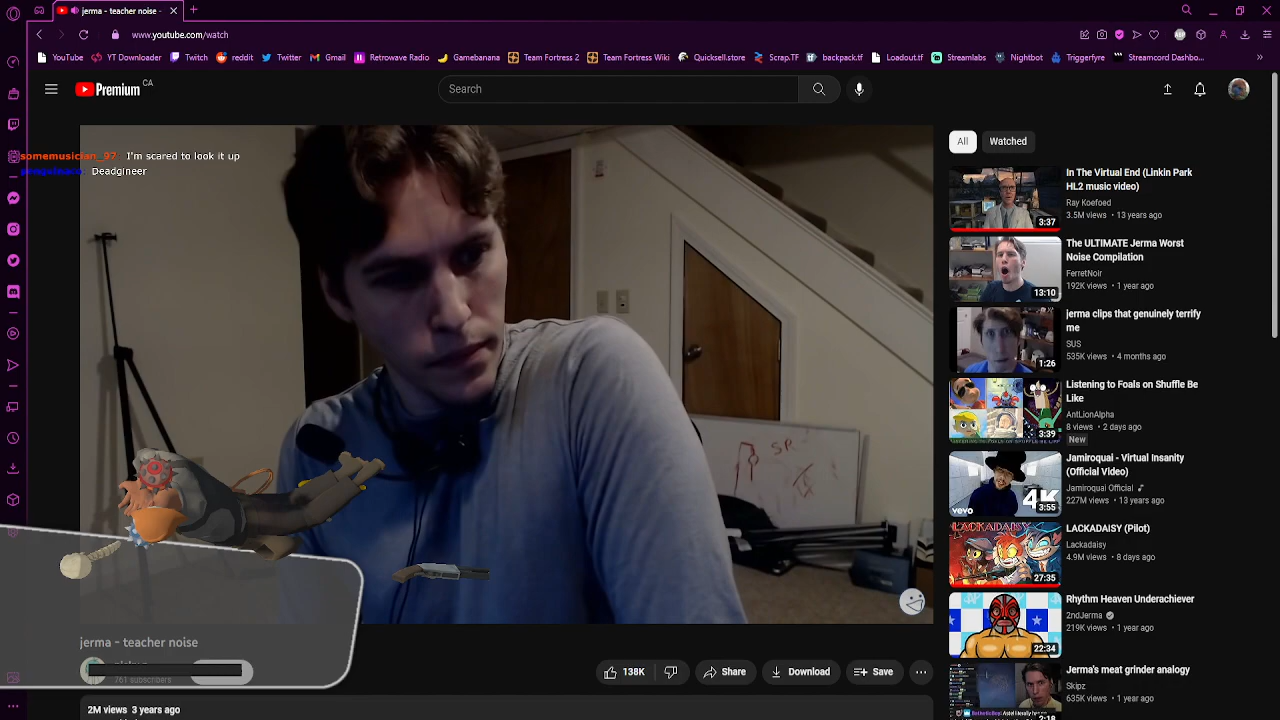 jerma - teacher noise -
www.youtube.com/watch
YouTube
YT Downloader
Twitch
reddit
Twitter
Gmail
Retrowave Radio
Gamebanana
Team Fortress 2
Team Fortress Wiki
Quicksell.store
Scrap.TF
backpack.tf
Loadout.tf
Streamlabs
Nightbot
Triggerfyre
Streamcord Dashbo...
Premium
CA
Search
somemusician_97: I'm scared to look it up
Deadgineer
SR
jerma - teacher noise
761 subscribers
138K
Share
Download
Save
2M views 3 years ago
All
Watched
3:37
In The Virtual End (Linkin Park
HL2 music video)
Ray Koefoed
3.5M views • 13 years ago
13:10
The ULTIMATE Jerma Worst
Noise Compilation
FerretNoir
192K views • 1 year ago
1:26
jerma clips that genuinely terrify
me
SUS
535K views • 4 months ago
3:39
Listening to Foals on Shuffle Be
Like
AntLionAlpha
8 views • 2 days ago
New
vevo
4K
3:55
Jamiroquai - Virtual Insanity
(Official Video)
Jamiroquai Official
227M views • 13 years ago
LACKADAISY
27:35
LACKADAISY (Pilot)
Lackadaisy
4.9M views • 8 days ago
22:34
Rhythm Heaven Underachiever
2ndJerma
219K views • 1 year ago
2:18
Jerma's meat grinder analogy
Skipz
635K views • 1 year ago